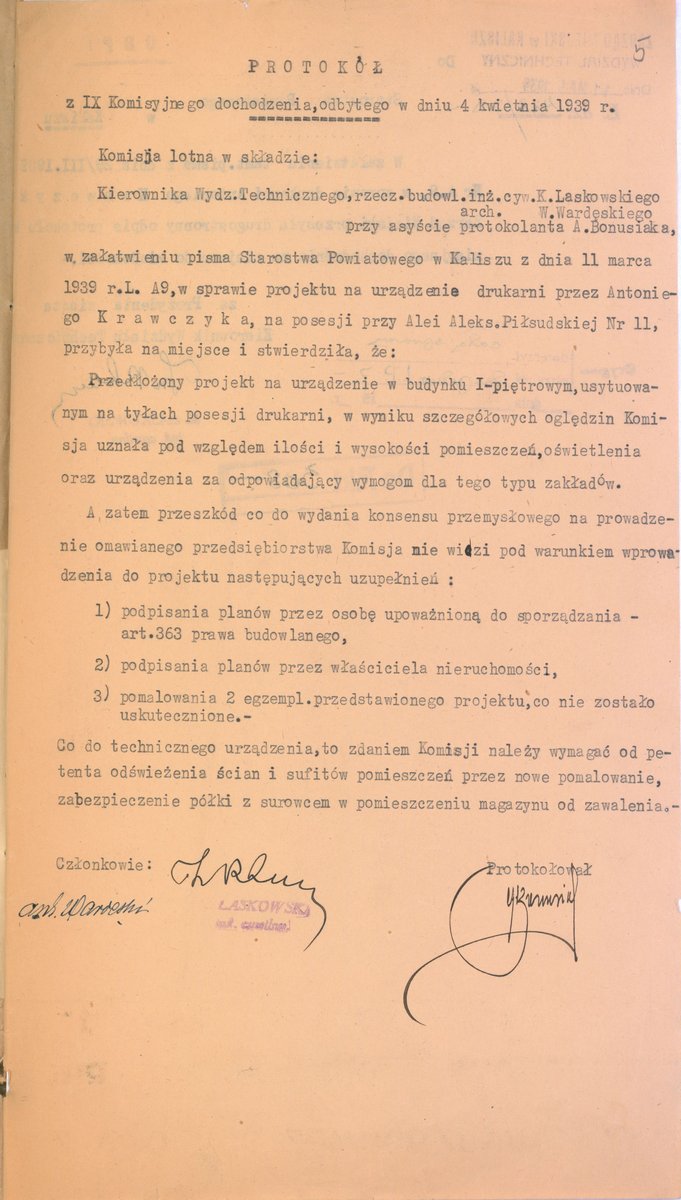 5
PROTOKÓŁ
z IX Komisyjnego dochodzenia, odbytego w dniu 4 kwietnia 1939 r.
Komisja lotna w składzie:
Kierownika Wydz.Technicznego, rzecz.budowl.inż.cyw.K.Laskowskiego
arch. W.Wardęskiego
przy asyście protokolanta A.Bonusiaka,
w załatwieniu pisma Starostwa Powiatowego w Kaliszu z dnia 11 marca
1939 r.L. A9, w sprawie projektu na urządzenie drukarni przez Antonie-
go Krawczyka, na posesji przy Alei Aleks.Piłsudskiej Nr 11,
przybyła na miejsce i stwierdziła, że:
Przedłożony projekt na urządzenie w budynku I-piętrowym, usytuowa-
nym na tyłach posesji drukarni, w wyniku szczegółowych oględzin Komi-
sja uznała pod względem ilości i wysokości pomieszczeń, oświetlenia
oraz urządzenia za odpowiadający wymogom dla tego typu zakładów.
A zatem przeszkód co do wydania konsensu przemysłowego na prowadze-
nie omawianego przedsiębiorstwa Komisja nie widzi pod warunkiem wprowa-
dzenia do projektu następujących uzupełnień :
1) podpisania planów przez osobę upoważnioną do sporządzania -
art.363 prawa budowlanego,
2) podpisania planów przez właściciela nieruchomości,
3) pomalowania 2 egzempl.przedstawionego projektu, co nie zostało
uskutecznione.-
Co do technicznego urządzenia, to zdaniem Komisji należy wymagać od pe-
tenta odświeżenia ścian i sufitów pomieszczeń przez nowe pomalowanie,
zabezpieczenie półki z surowcem w pomieszczeniu magazynu od zawalenia.-
Członkowie:
Protokołował
LASKOWSKI